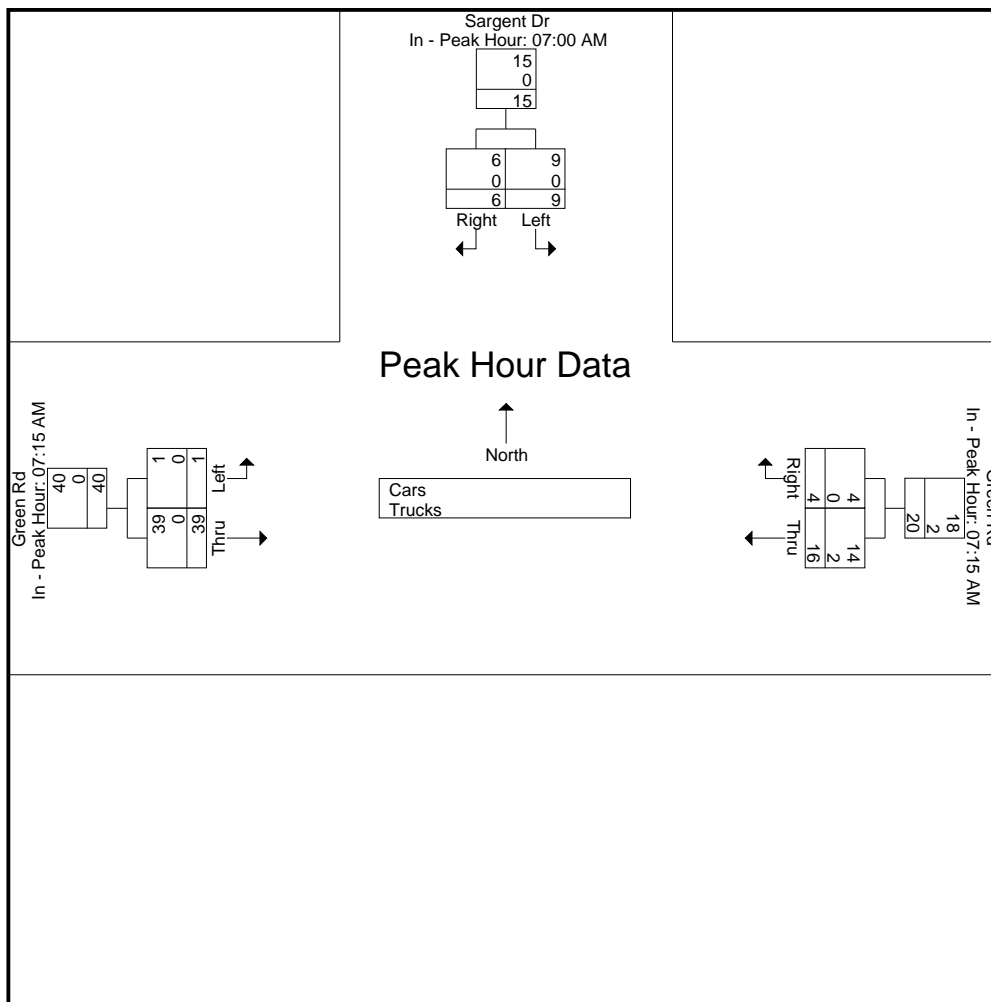 Sargent Dr
In - Peak Hour: 07:00 AM
15
0
15
6 9
0 0
6 9
Right Left
Peak Hour Data
North
Cars
Trucks
Green Rd
In - Peak Hour: 07:15 AM
40
0
40
1 39
0 0
1 39
Left Thru
In - Peak Hour: 07:15 AM
18
2
20
4 14
0 2
4 16
Right Thru